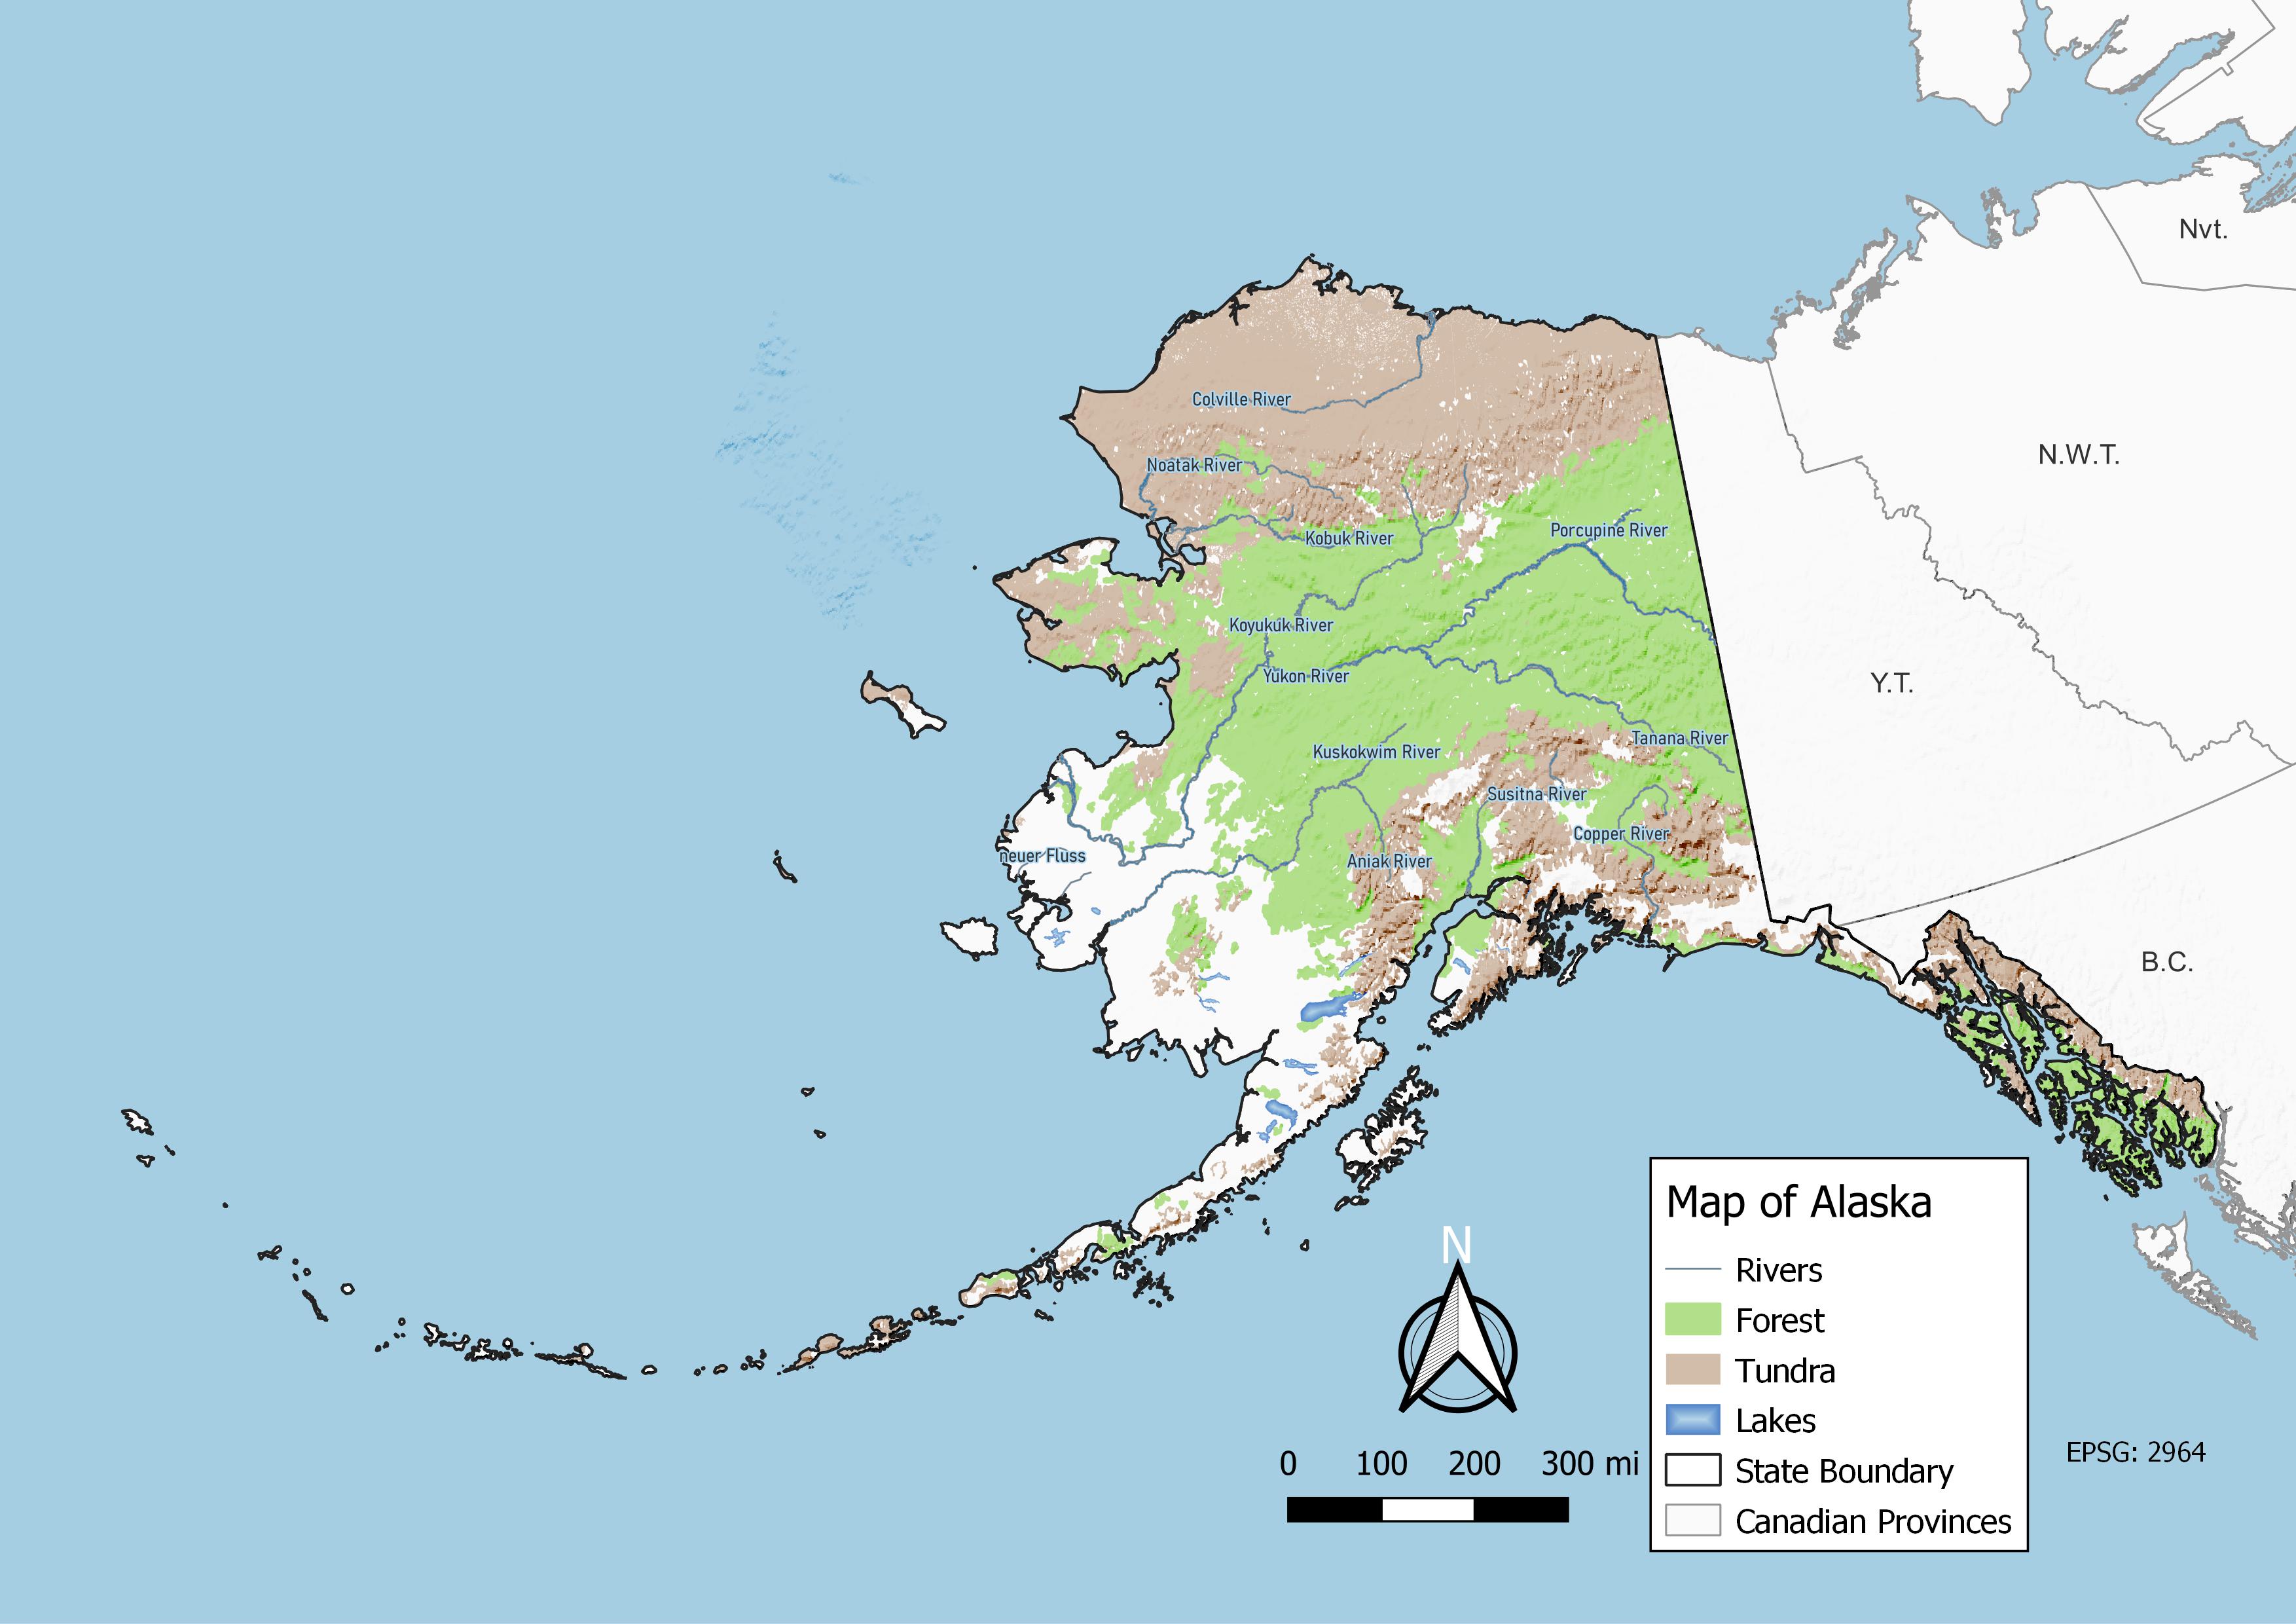 Nvt.
Colville River
N.W.T.
Noatak River
Porcupine River
Kobuk River
Koyukuk River
Yukon River
Y.T.
Tanana River
Kuskokwim River
Susitna River
Copper River
neuer Fluss
Aniak River
B.C.
Map of Alaska
N
Rivers
Forest
Tundra
Lakes
State Boundary
Canadian Provinces
0 100 200 300 mi
EPSG: 2964